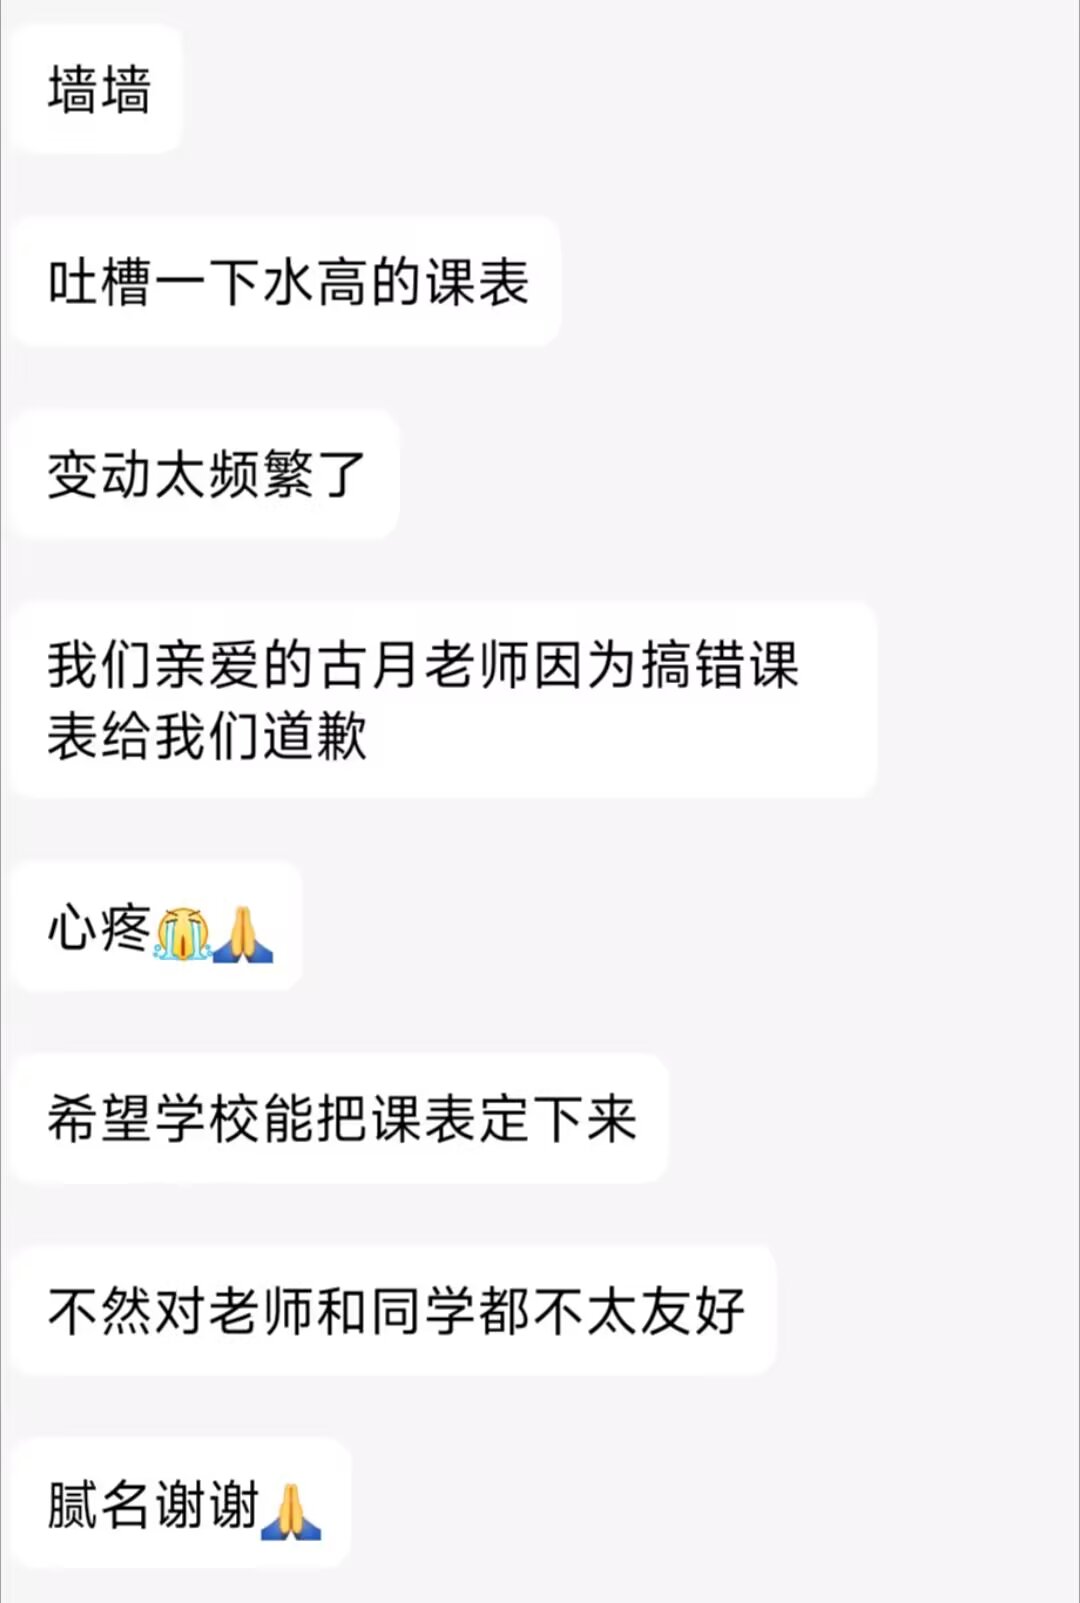 墙墙
吐槽一下水高的课表
变动太频繁了
我们亲爱的古月老师因为搞错课
表给我们道歉
心疼😭🙏
希望学校能把课表定下来
不然对老师和同学都不太友好
腻名谢谢🙏